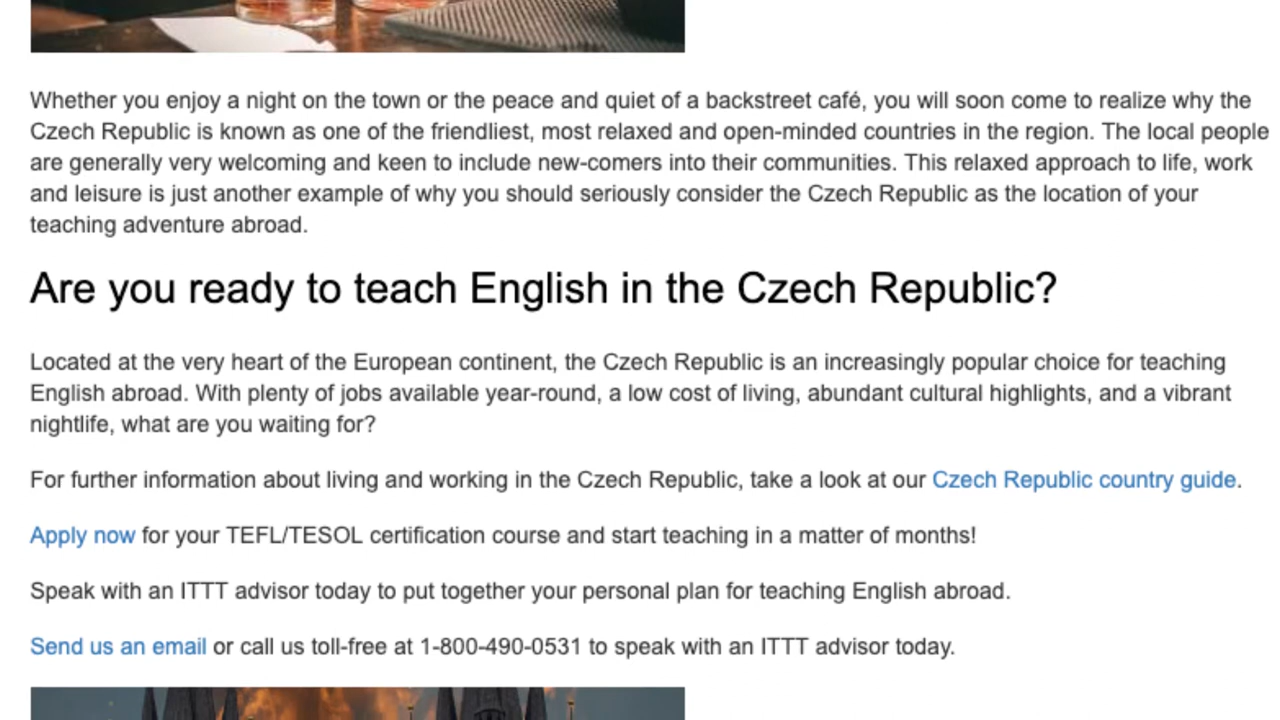 Whether you enjoy a night on the town or the peace and quiet of a backstreet café, you will soon come to realize why the
Czech Republic is known as one of the friendliest, most relaxed and open-minded countries in the region. The local people
are generally very welcoming and keen to include new-comers into their communities. This relaxed approach to life, work
and leisure is just another example of why you should seriously consider the Czech Republic as the location of your
teaching adventure abroad.
Are you ready to teach English in the Czech Republic?
Located at the very heart of the European continent, the Czech Republic is an increasingly popular choice for teaching
English abroad. With plenty of jobs available year-round, a low cost of living, abundant cultural highlights, and a vibrant
nightlife, what are you waiting for?
For further information about living and working in the Czech Republic, take a look at our Czech Republic country guide.
Apply now for your TEFL/TESOL certification course and start teaching in a matter of months!
Speak with an ITTT advisor today to put together your personal plan for teaching English abroad.
Send us an email or call us toll-free at 1-800-490-0531 to speak with an ITTT advisor today.